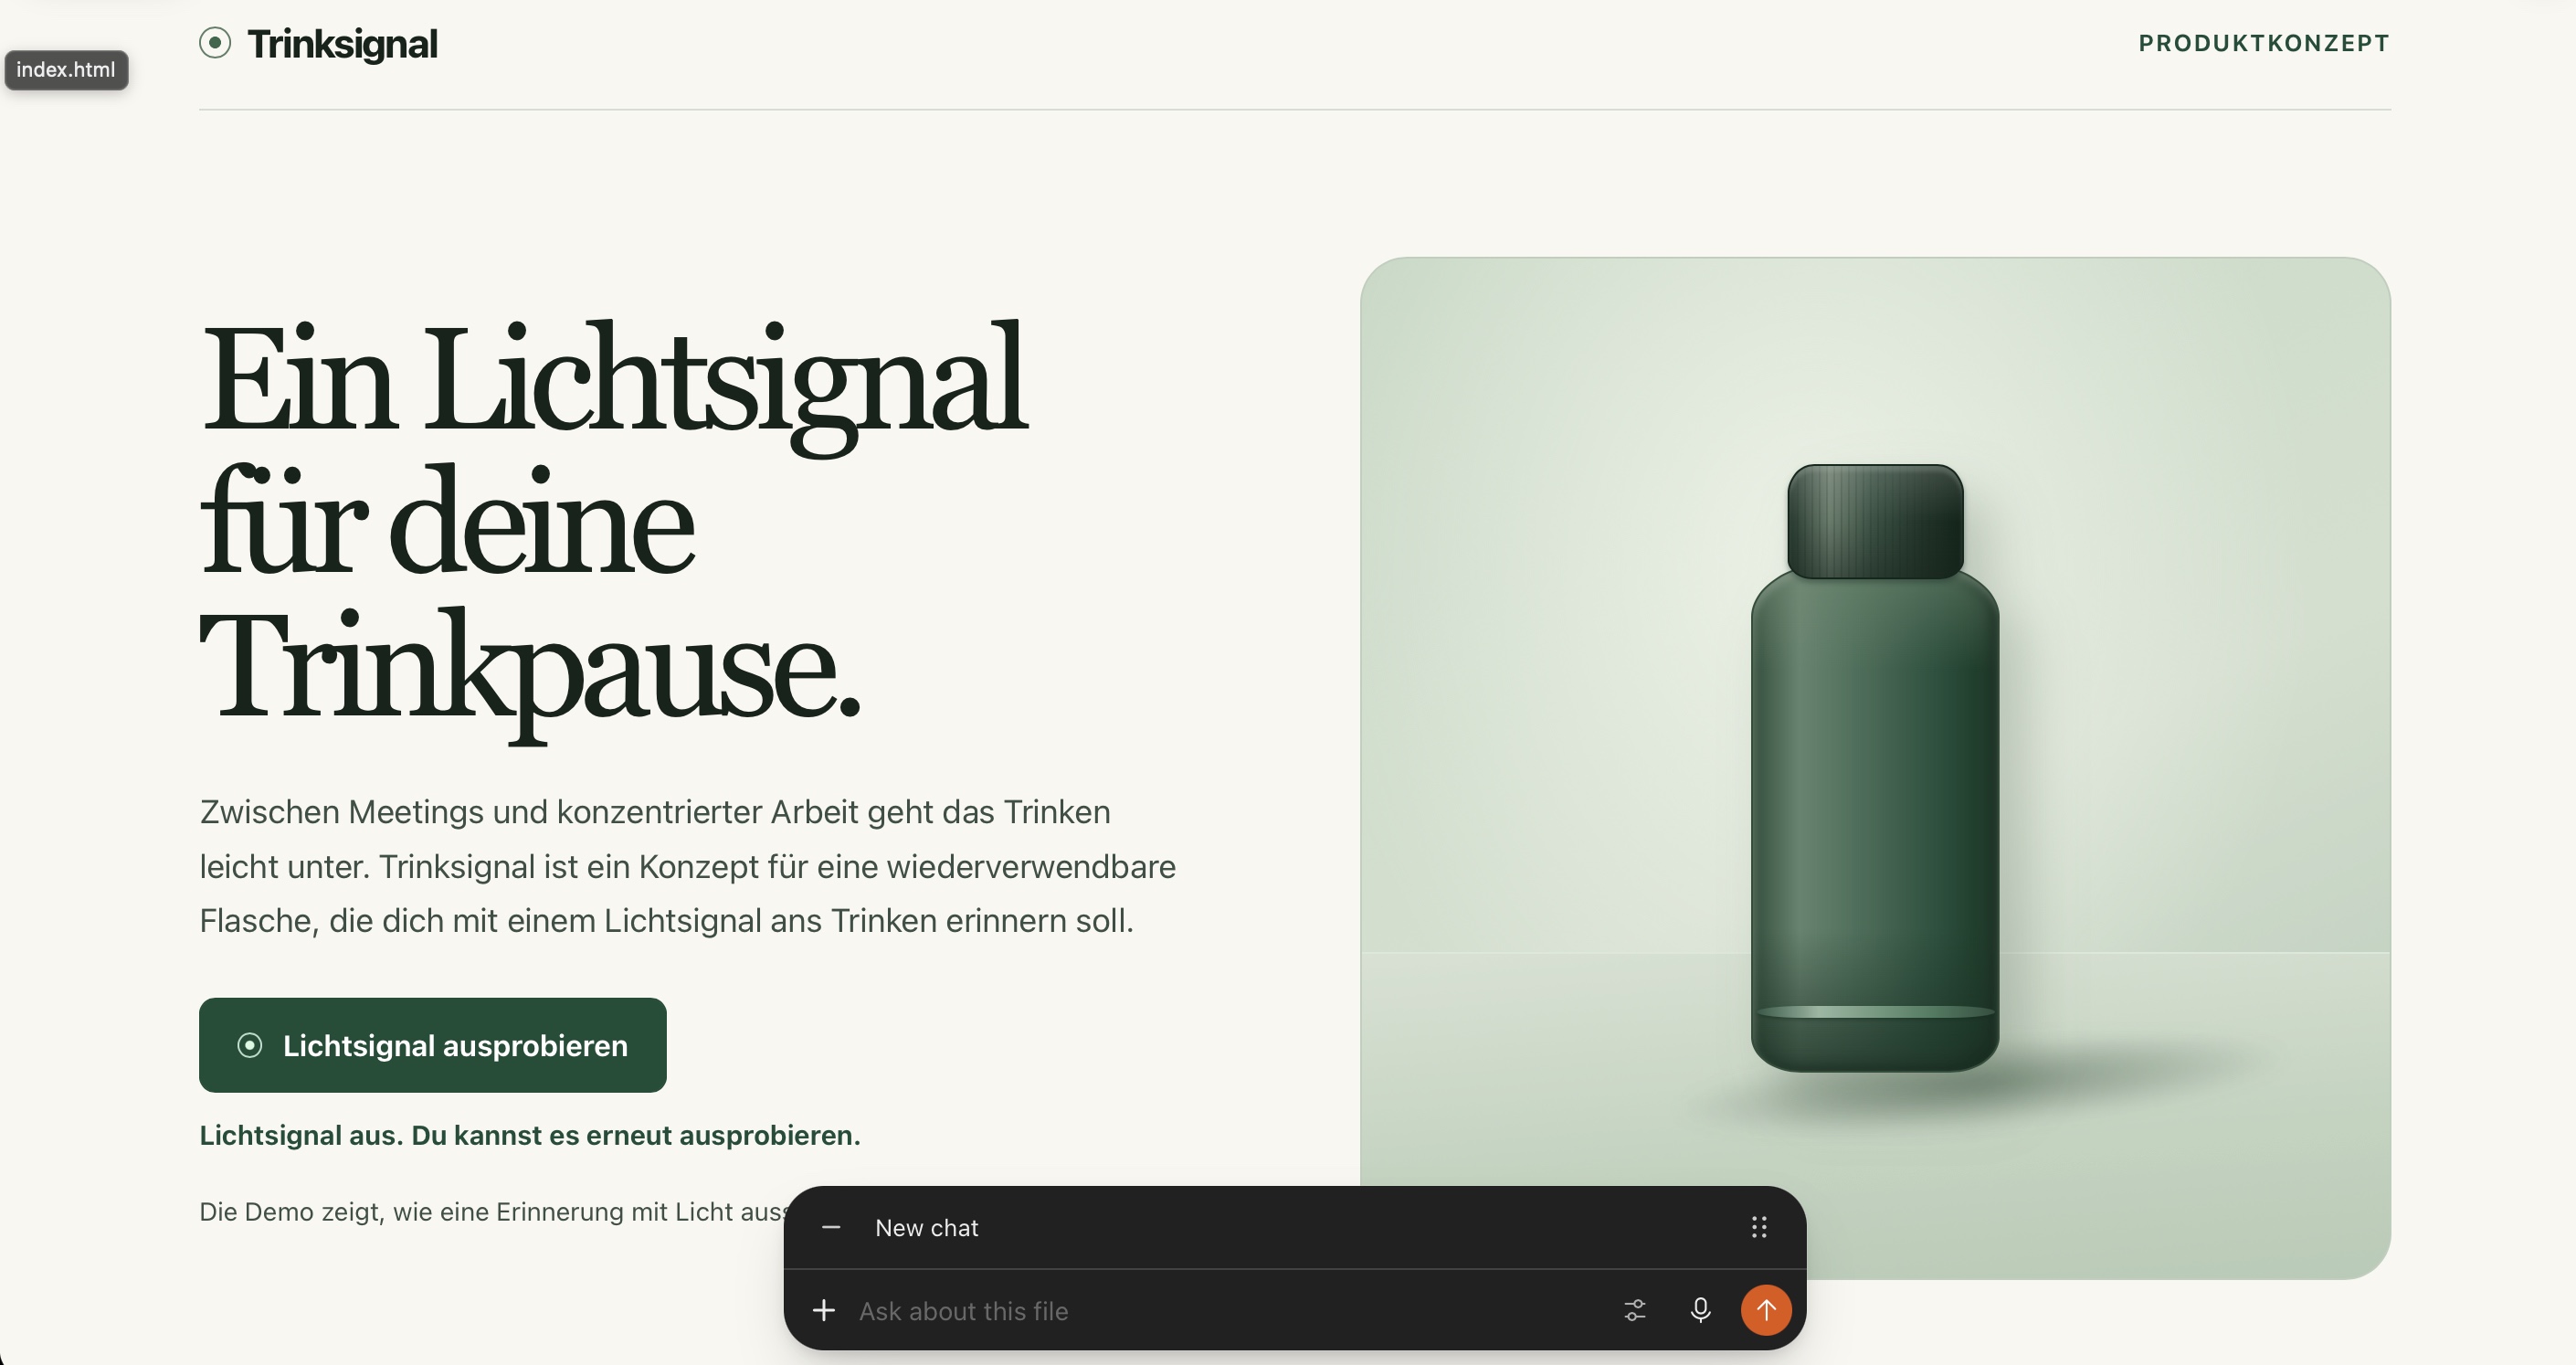 Trinksignal
PRODUKTKONZEPT
index.html
Ein Lichtsignal
für deine
Trinkpause.
Zwischen Meetings und konzentrierter Arbeit geht das Trinken
leicht unter. Trinksignal ist ein Konzept für eine wiederverwendbare
Flasche, die dich mit einem Lichtsignal ans Trinken erinnern soll.
Lichtsignal ausprobieren
Lichtsignal aus. Du kannst es erneut ausprobieren.
Die Demo zeigt, wie eine Erinnerung mit Licht
New chat
Ask about this file